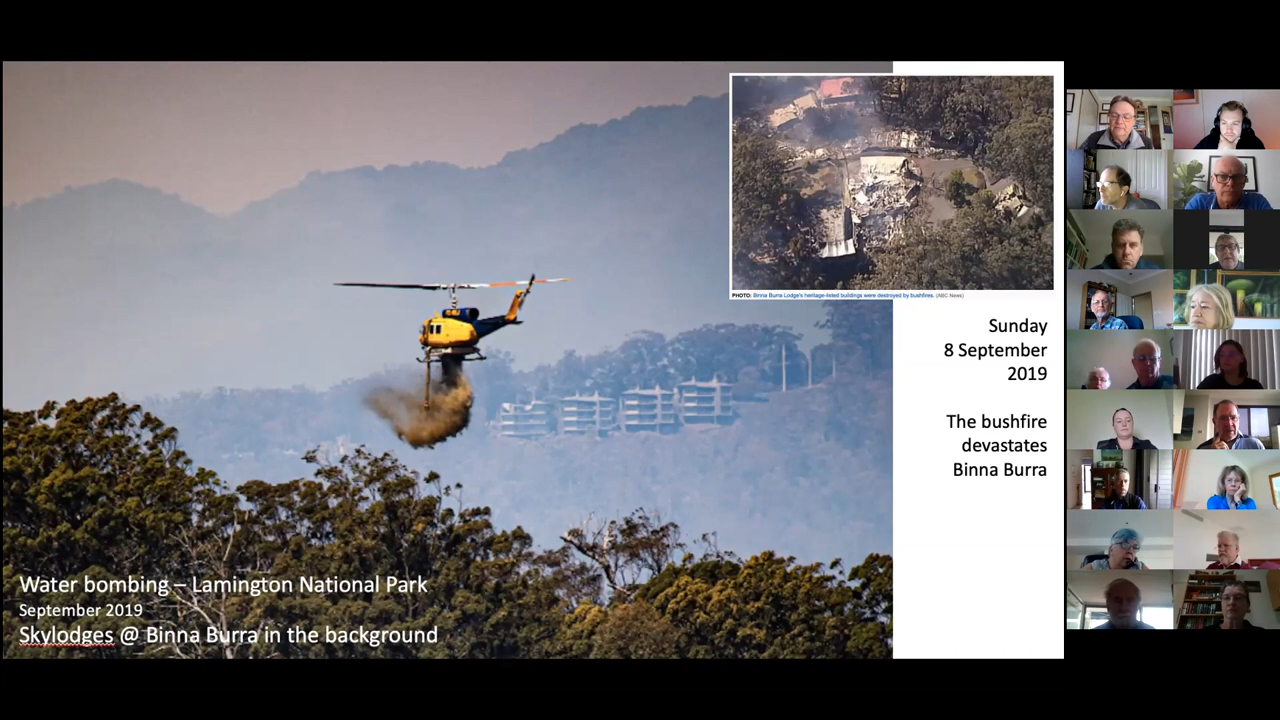 PHOTO: Binna Burra Lodge's heritage-listed buildings were destroyed by bushfires. (ABC News)
Sunday
8 September
2019
The bushfire
devastates
Binna Burra
Water bombing – Lamington National Park
September 2019
Skylodges @ Binna Burra in the background